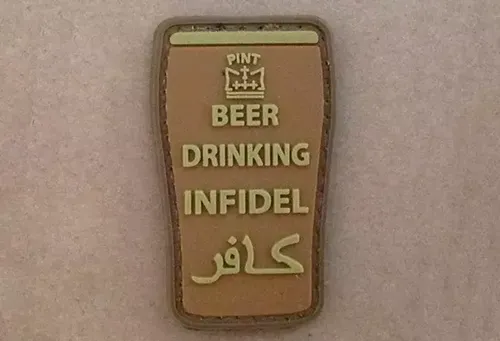 PINT
BEER
DRINKING
INFIDEL
كافر